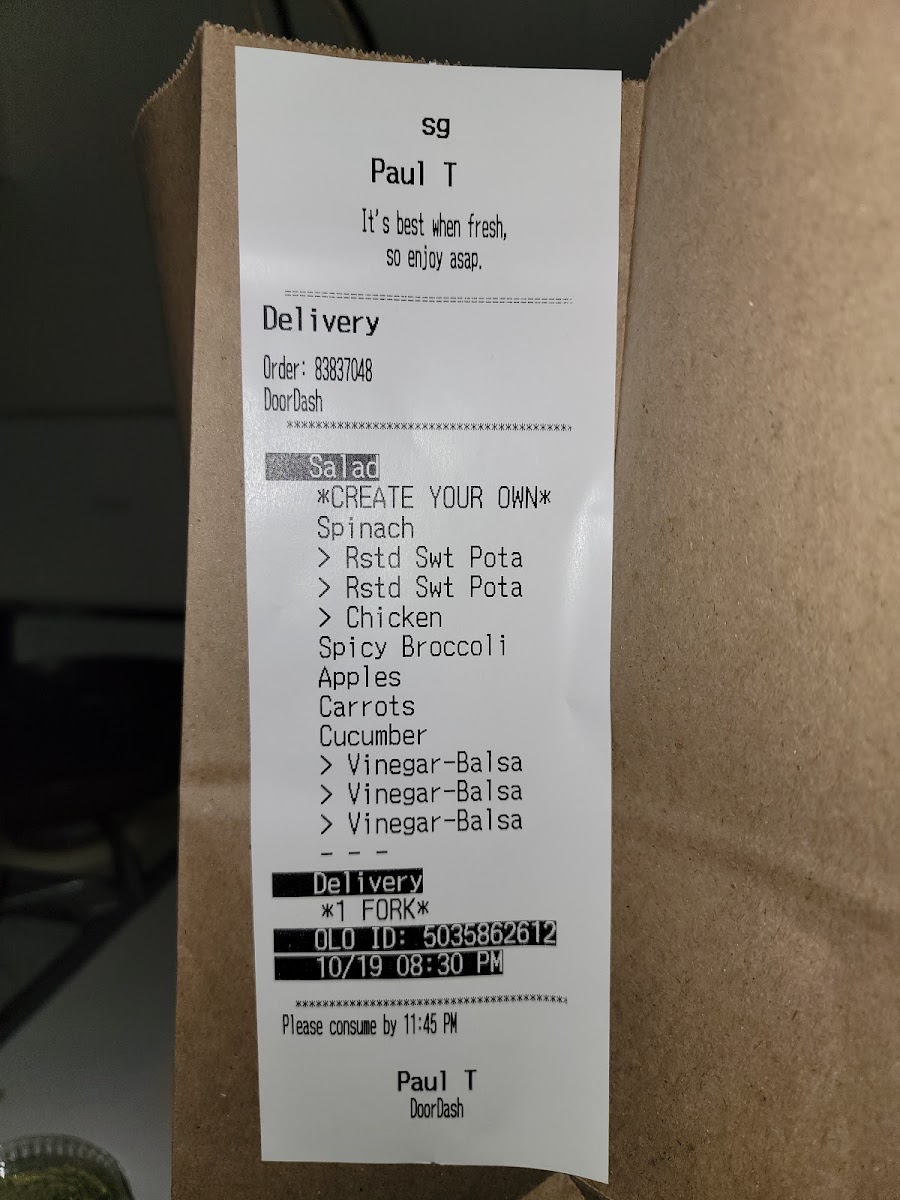 sg
Paul T
It's best when fresh,
so enjoy asap.
Delivery
Order: 83837048
DoorDash
***************************************
Salad
*CREATE YOUR OWN*
Spinach
> Rstd Swt Pota
> Rstd Swt Pota
> Chicken
Spicy Broccoli
Apples
Carrots
Cucumber
> Vinegar-Balsa
> Vinegar-Balsa
> Vinegar-Balsa
- - -
Delivery
*1 FORK*
OLO ID: 5035862612
10/19 08:30 PM
***************************************
Please consume by 11:45 PM
Paul T
DoorDash